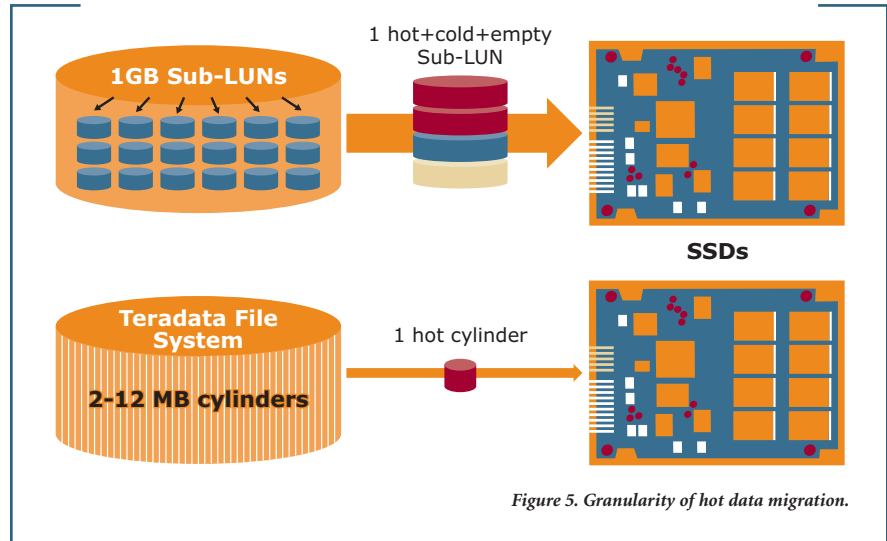 1GB Sub-LUNs
1 hot+cold+empty
Sub-LUN
SSDs
Teradata File
System
2-12 MB cylinders
1 hot cylinder
Figure 5. Granularity of hot data migration.